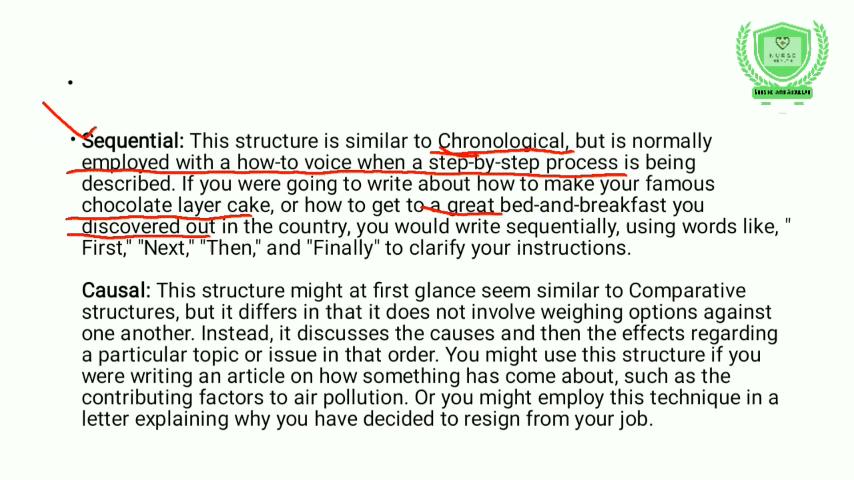 NURSE
• Sequential: This structure is similar to Chronological, but is normally
employed with a how-to voice when a step-by-step process is being
described. If you were going to write about how to make your famous
chocolate layer cake, or how to get to a great bed-and-breakfast you
discovered out in the country, you would write sequentially, using words like, "
First," "Next," "Then," and "Finally" to clarify your instructions.
Causal: This structure might at first glance seem similar to Comparative
structures, but it differs in that it does not involve weighing options against
one another. Instead, it discusses the causes and then the effects regarding
a particular topic or issue in that order. You might use this structure if you
were writing an article on how something has come about, such as the
contributing factors to air pollution. Or you might employ this technique in a
letter explaining why you have decided to resign from your job.